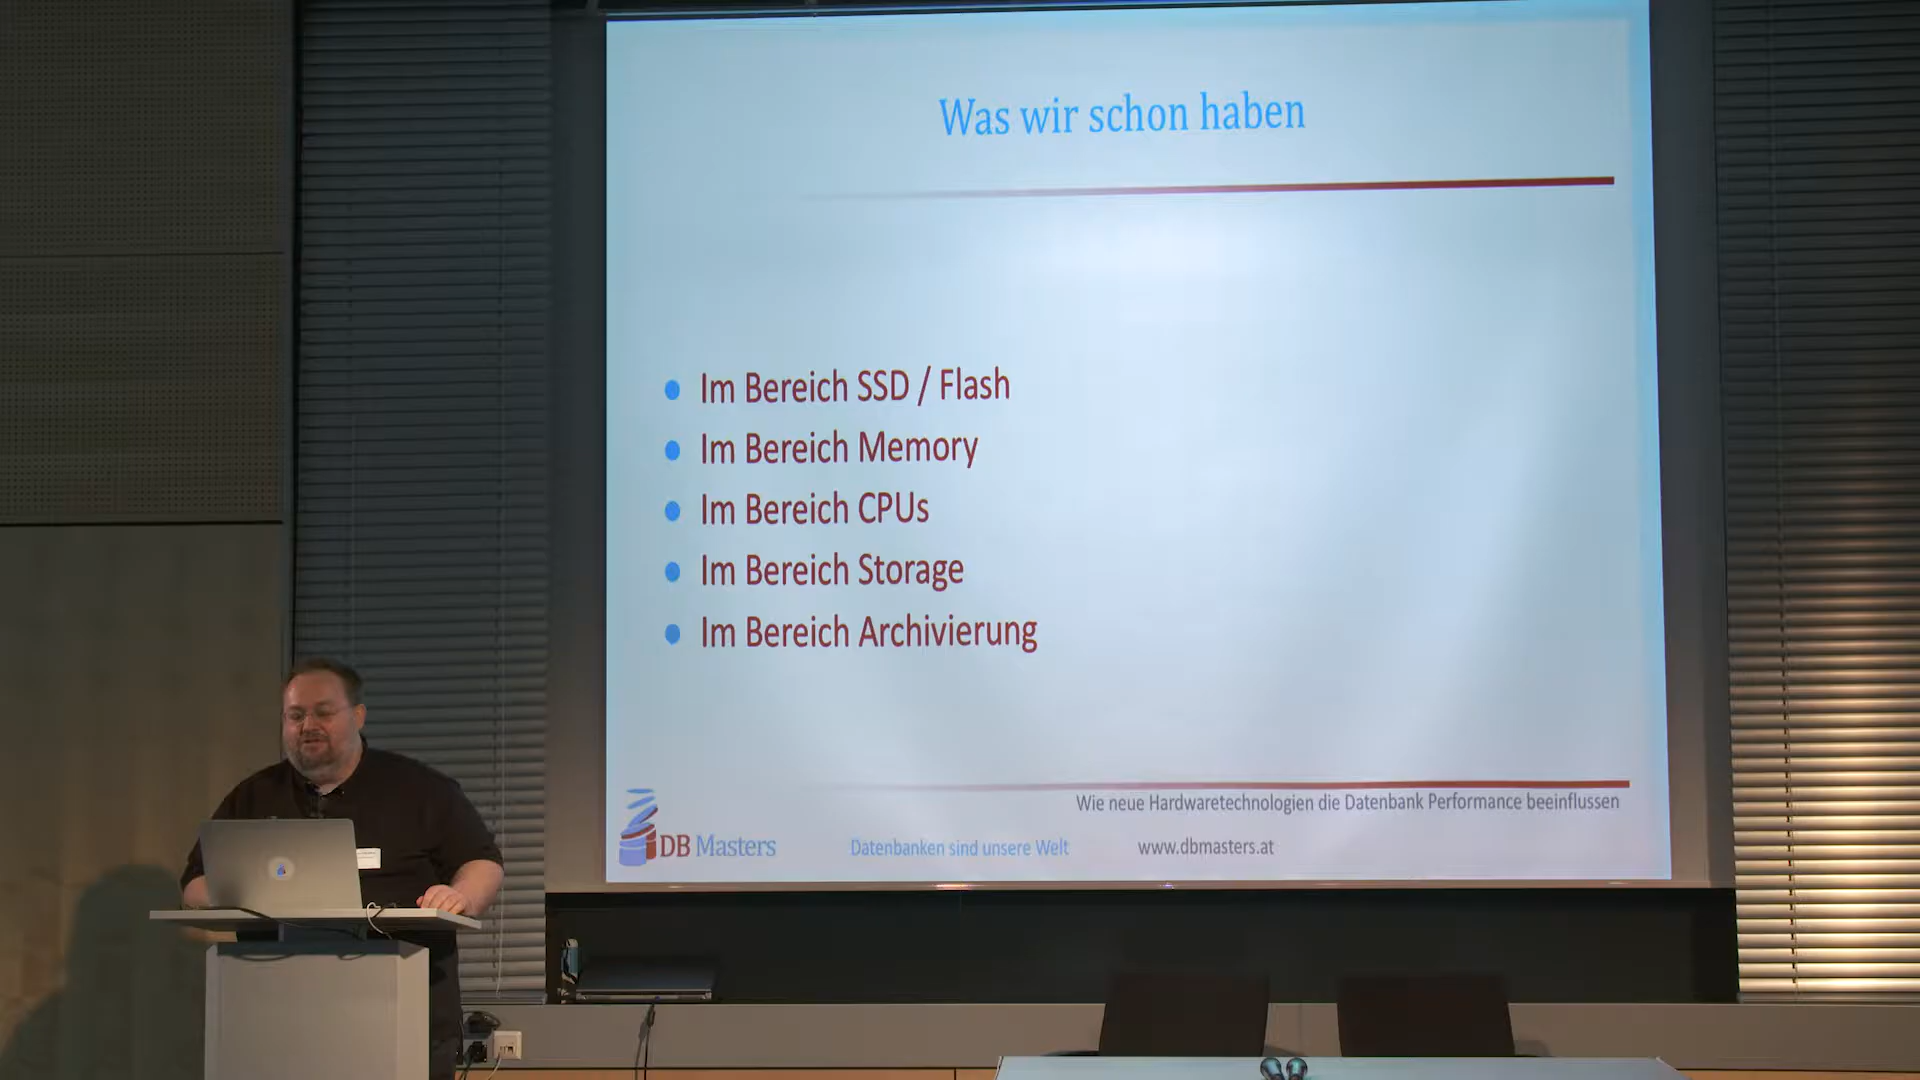 Was wir schon haben
Im Bereich SSD / Flash
Im Bereich Memory
Im Bereich CPUs
Im Bereich Storage
Im Bereich Archivierung
Wie neue Hardwaretechnologien die Datenbank Performance beeinflussen
DB Masters
Datenbanken sind unsere Welt
www.dbmasters.at